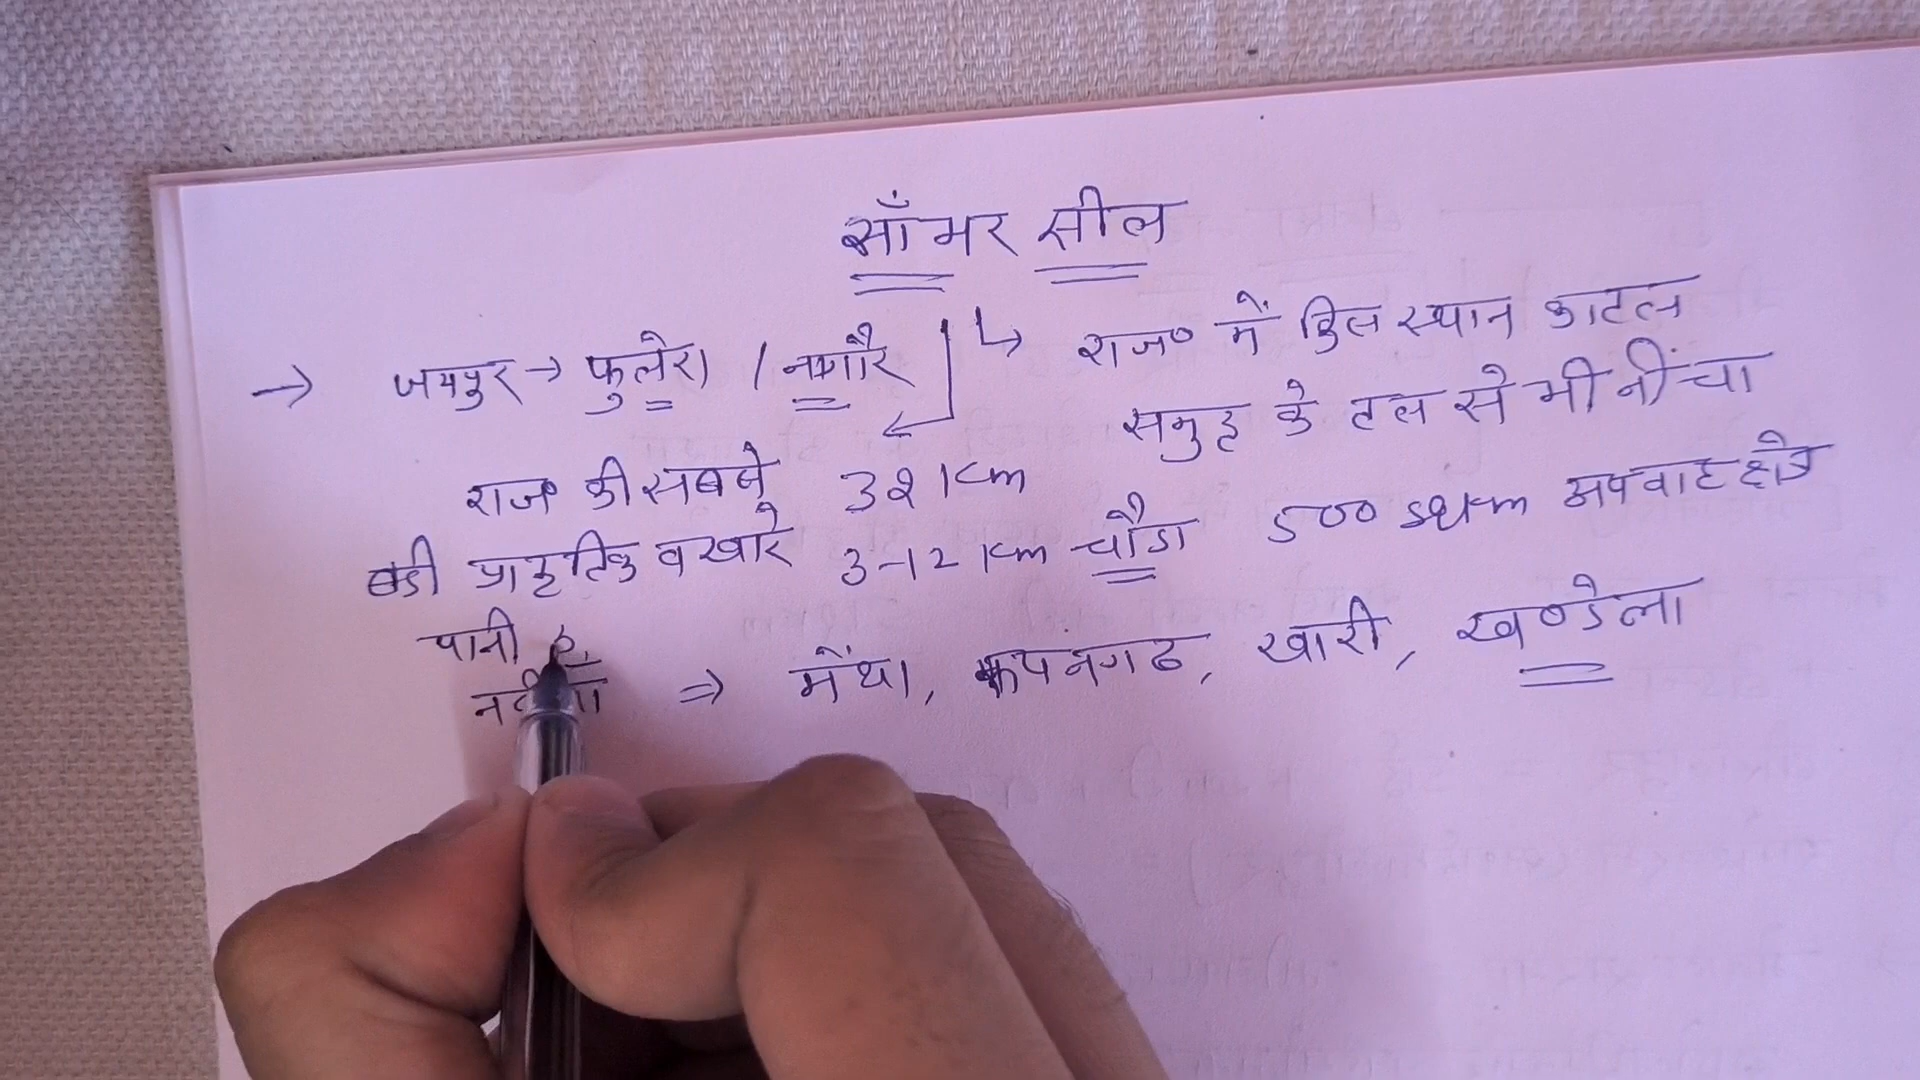 साँभर सील
→ जयपुर → फुलेरा / नागौर
↳ राज० में किस स्थान का तल
समुद्र के तल से भी नींचा
राज० की सबसे 32 Km
बडी प्राकृतिक व खारे 3-12 Km चौडा 500 sqkm अपवाह क्षेत्र
पानी
⇒ मेंथा, रूपनगढ, खारी, खण्डेला